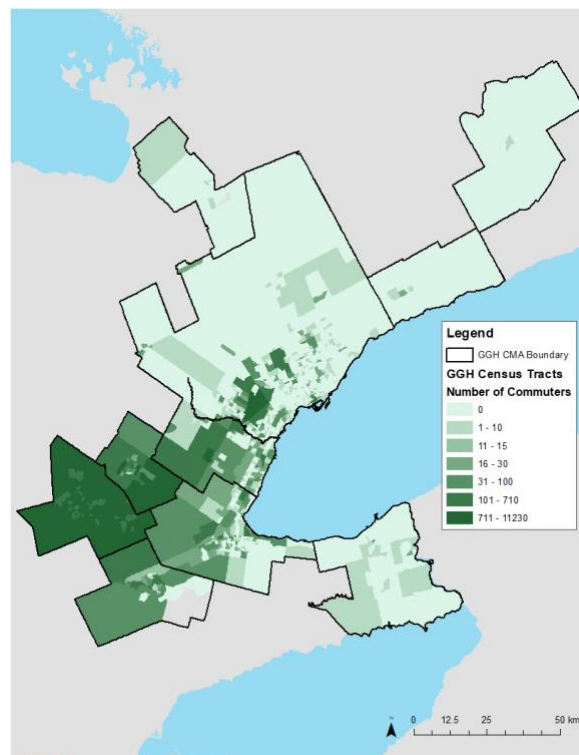 Legend
GGH CMA Boundary
GGH Census Tracts
Number of Commuters
0
1 - 10
11 - 15
16 - 30
31 - 100
101 - 710
711 - 11230
N
0 12.5 25 50 km